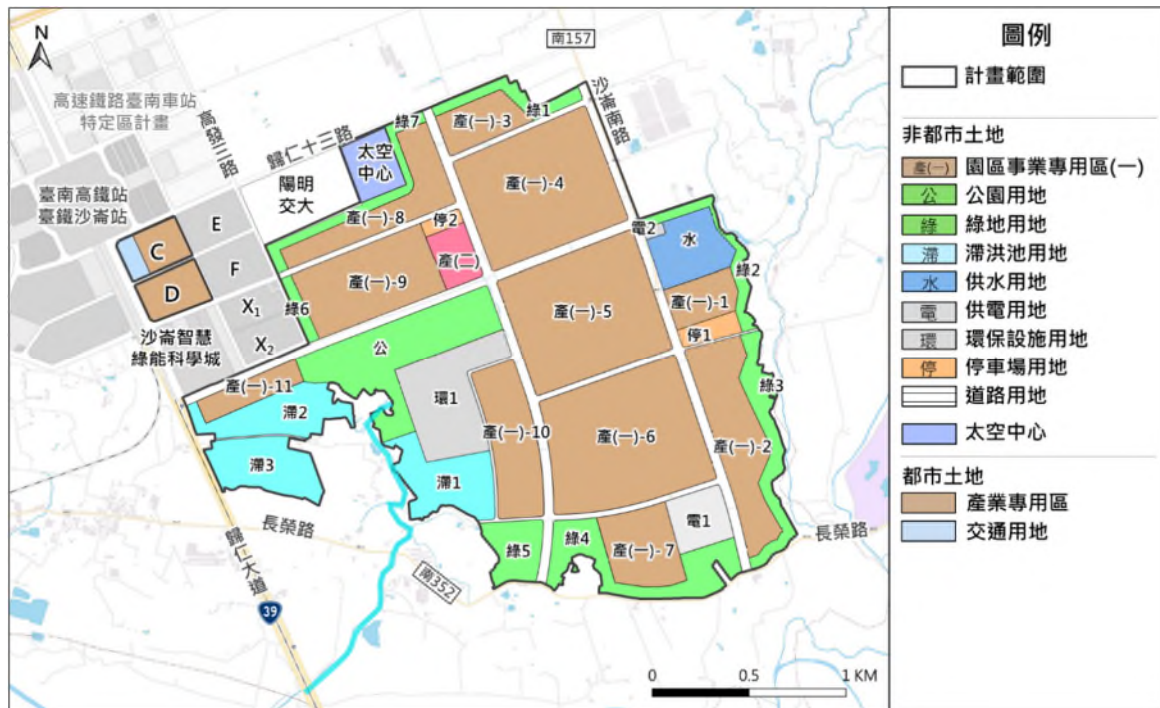 N
高速鐵路臺南車站
特定區計畫
高發三路
歸仁十三路
南157
沙崙南路
臺南高鐵站
臺鐵沙崙站
陽明
交大
太空
中心
綠7
產(一)-3
綠1
產(一)-4
產(一)-8
停2
產(二)
產(一)-9
綠6
E
F
C
D
X₁
X₂
沙崙智慧
綠能科學城
電2
水
綠2
產(一)-1
停1
產(一)-5
公
產(一)-11
滯2
環1
產(一)-10
產(一)-6
綠3
產(一)-2
滯3
滯1
電1
綠5
綠4
產(一)-7
長榮路
長榮路
南352
歸仁大道
39
0
0.5
1 KM
圖例
計畫範圍
非都市土地
產(一) 園區事業專用區(一)
公 公園用地
綠 綠地用地
滯 滯洪池用地
水 供水用地
電 供電用地
環 環保設施用地
停 停車場用地
道路用地
太空中心
都市土地
產業專用區
交通用地